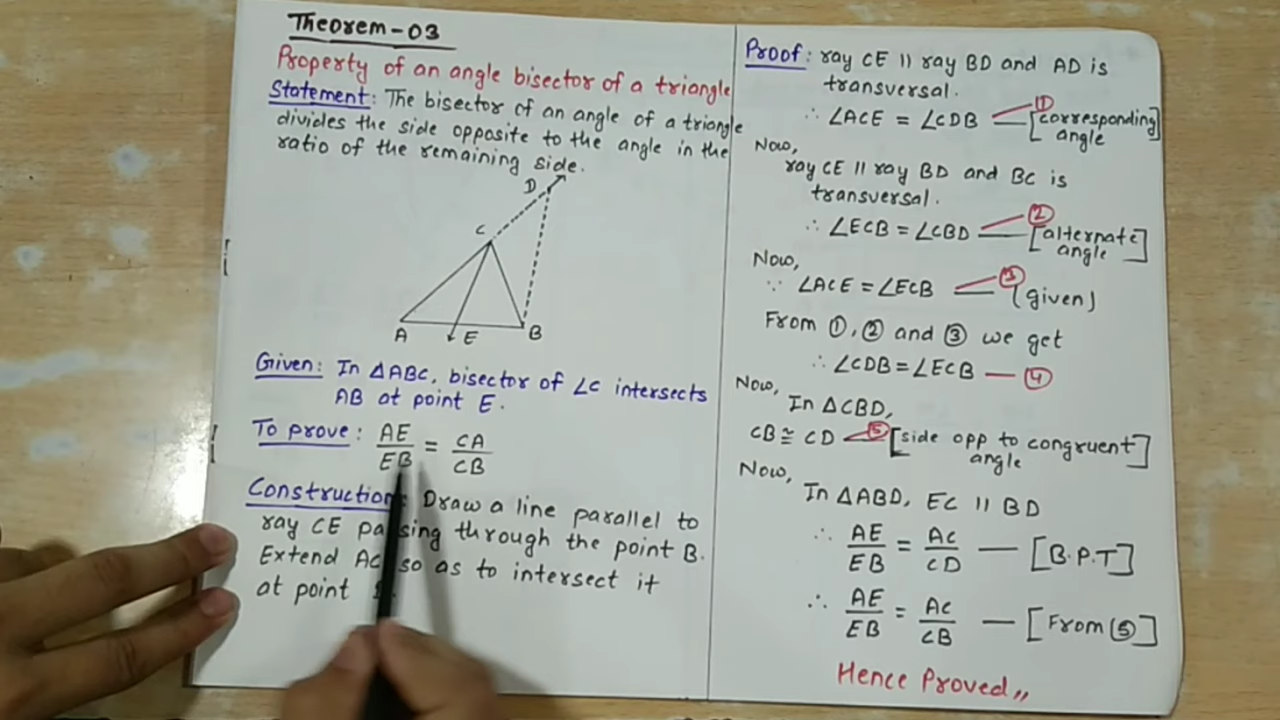 Theorem-03
Property of an angle bisector of a triangle
Statement: The bisector of an angle of a triangle
divides the side opposite to the angle in the
ratio of the remaining side.
D
C
A E B
Given: In △ABC, bisector of ∠C intersects
AB at point E.
To prove: AE/EB = CA/CB
Construction: Draw a line parallel to
ray CE passing through the point B.
Extend AC so as to intersect it
at point
Proof: ray CE || ray BD and AD is
transversal.
∴ ∠ACE = ∠CDB — ① [corresponding
angle]
Now,
ray CE || ray BD and BC is
transversal.
∴ ∠ECB = ∠CBD — ② [alternate
angle]
Now,
∵ ∠ACE = ∠ECB — ③ (given)
From ①, ② and ③ we get
∴ ∠CDB = ∠ECB — ④
Now,
In △CBD,
CB ≅ CD — ⑤ [side opp to congruent
angle]
Now,
In △ABD, EC || BD
∴ AE/EB = AC/CD — [B.P.T]
∴ AE/EB = AC/CB — [From ⑤]
Hence Proved,,